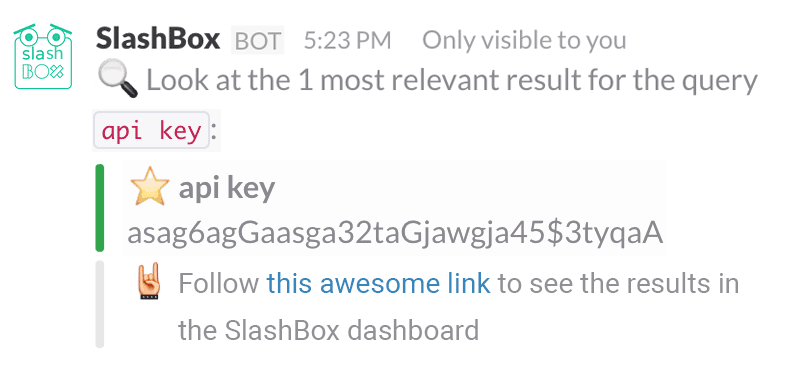 slash
BOX
SlashBox BOT 5:23 PM Only visible to you
Look at the 1 most relevant result for the query
api key:
api key
asag6agGaasga32taGjawgja45$3tyqaA
Follow this awesome link to see the results in
the SlashBox dashboard